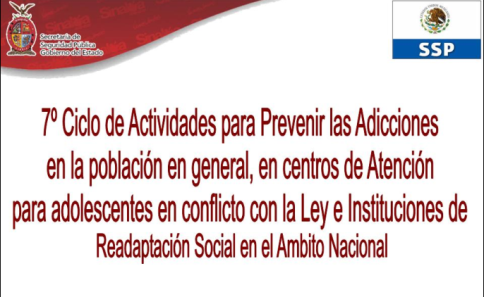 Secretaría de
Seguridad Pública
Gobierno del Estado
SSP
7º Ciclo de Actividades para Prevenir las Adicciones
en la población en general, en centros de Atención
para adolescentes en conflicto con la Ley e Instituciones de
Readaptación Social en el Ambito Nacional